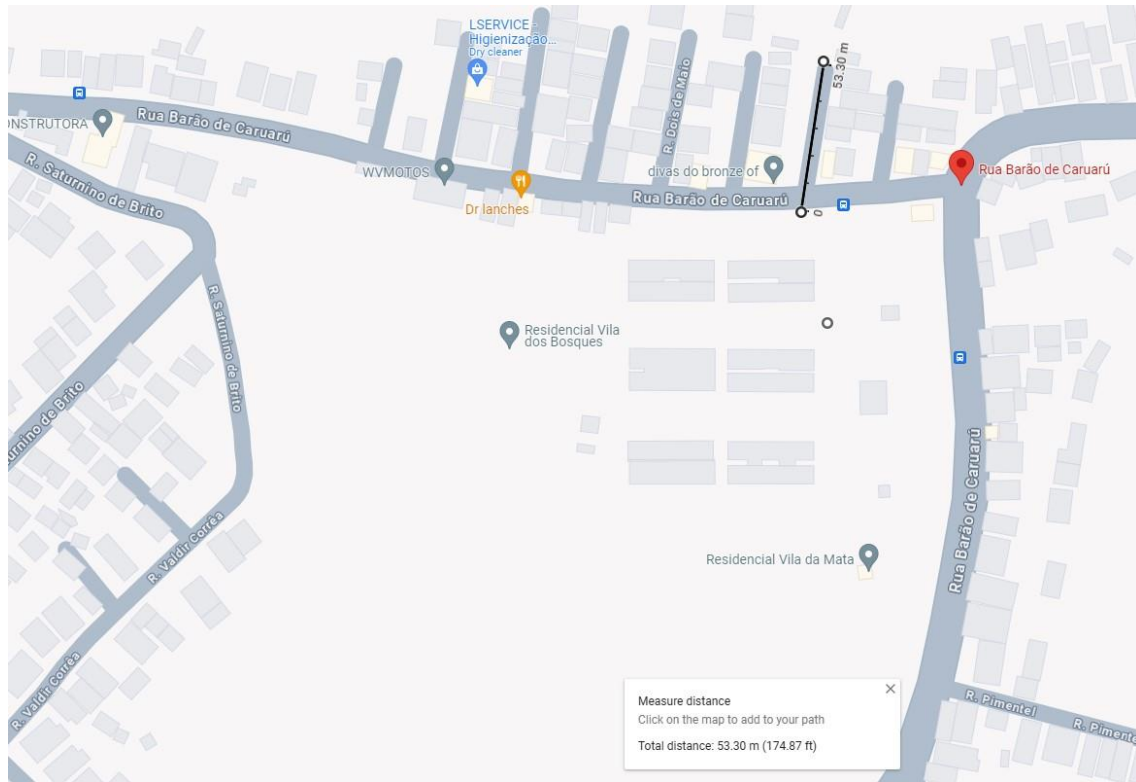 LSERVICE -
Higienização...
Dry cleaner
53.30 m
ONSTRUTORA
Rua Barão de Caruarú
R. Dois de Maio
R. Saturnino de Brito
WVMOTOS
divas do bronze of
Rua Barão de Caruarú
Dr lanches
Rua Barão de Caruarú
0
R. Saturnino de Brito
Residencial Vila
dos Bosques
urnino de Brito
Rua Barão de Caruarú
R. Valdir Corrêa
Residencial Vila da Mata
R. Valdir Corrêa
Measure distance
Click on the map to add to your path
Total distance: 53.30 m (174.87 ft)
R. Pimentel
R. Pimente